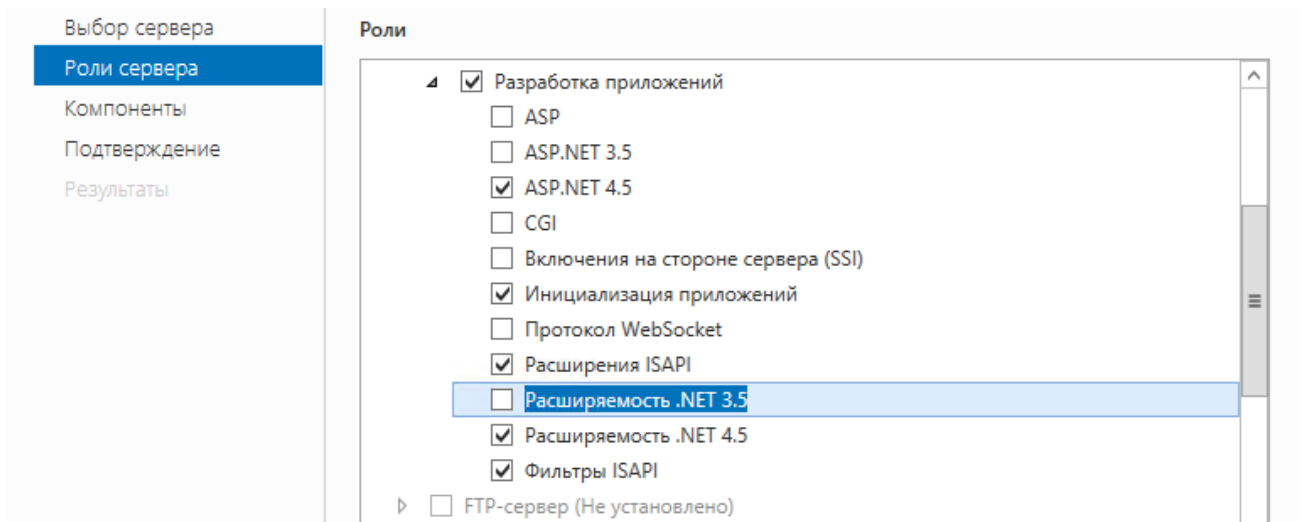 Выбор сервера
Роли сервера
Компоненты
Подтверждение
Результаты
Роли
Разработка приложений
ASP
ASP.NET 3.5
ASP.NET 4.5
CGI
Включения на стороне сервера (SSI)
Инициализация приложений
Протокол WebSocket
Расширения ISAPI
Расширяемость .NET 3.5
Расширяемость .NET 4.5
Фильтры ISAPI
FTP-сервер (Не установлено)